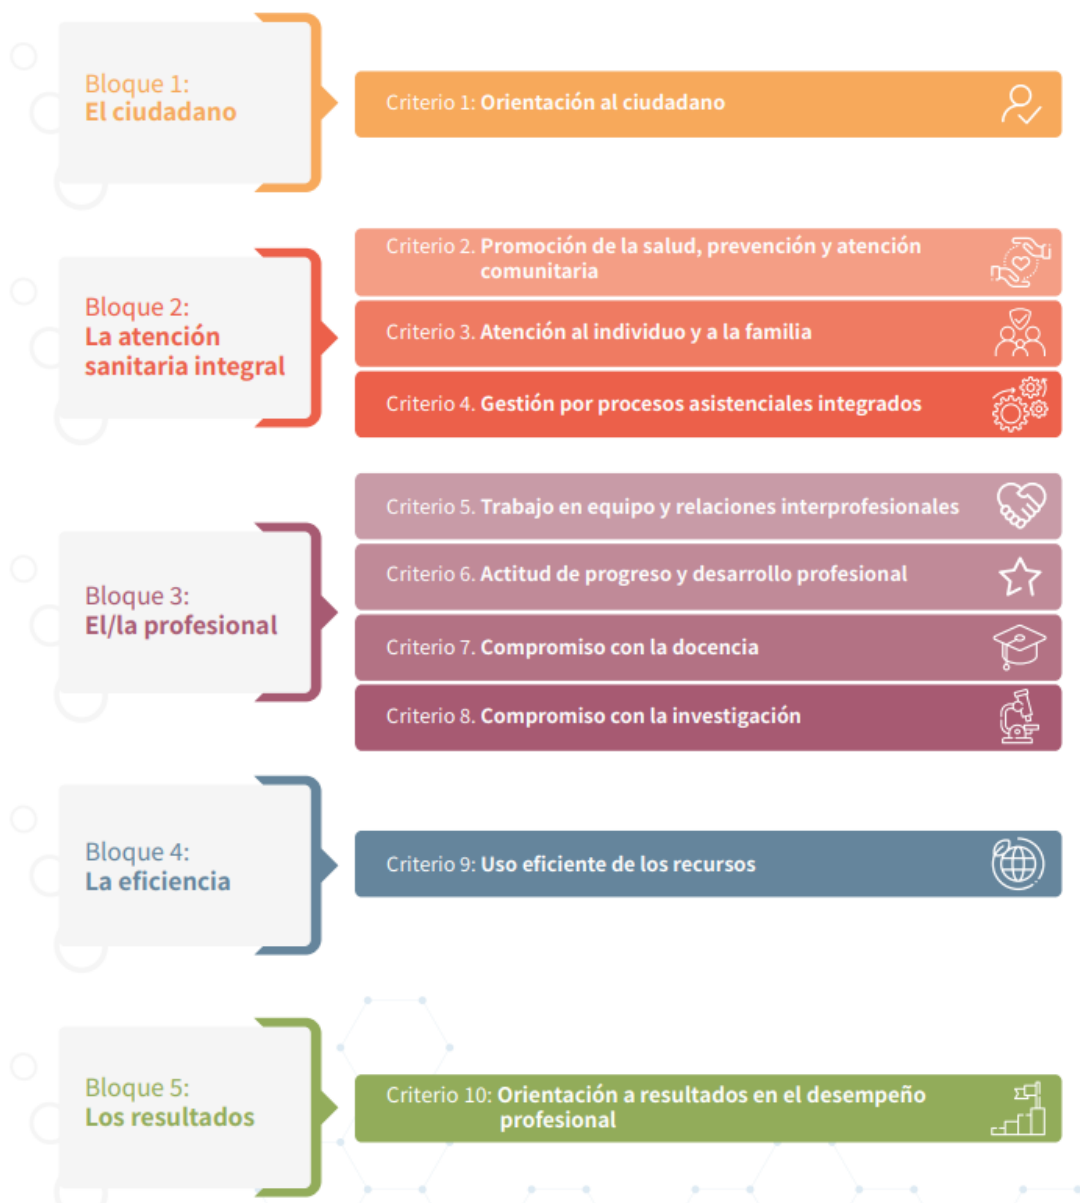 Bloque 1:
El ciudadano
Criterio 1: Orientación al ciudadano
Bloque 2:
La atención
sanitaria integral
Criterio 2. Promoción de la salud, prevención y atención
comunitaria
Criterio 3. Atención al individuo y a la familia
Criterio 4. Gestión por procesos asistenciales integrados
Bloque 3:
El/la profesional
Criterio 5. Trabajo en equipo y relaciones interprofesionales
Criterio 6. Actitud de progreso y desarrollo profesional
Criterio 7. Compromiso con la docencia
Criterio 8. Compromiso con la investigación
Bloque 4:
La eficiencia
Criterio 9: Uso eficiente de los recursos
Bloque 5:
Los resultados
Criterio 10: Orientación a resultados en el desempeño
profesional